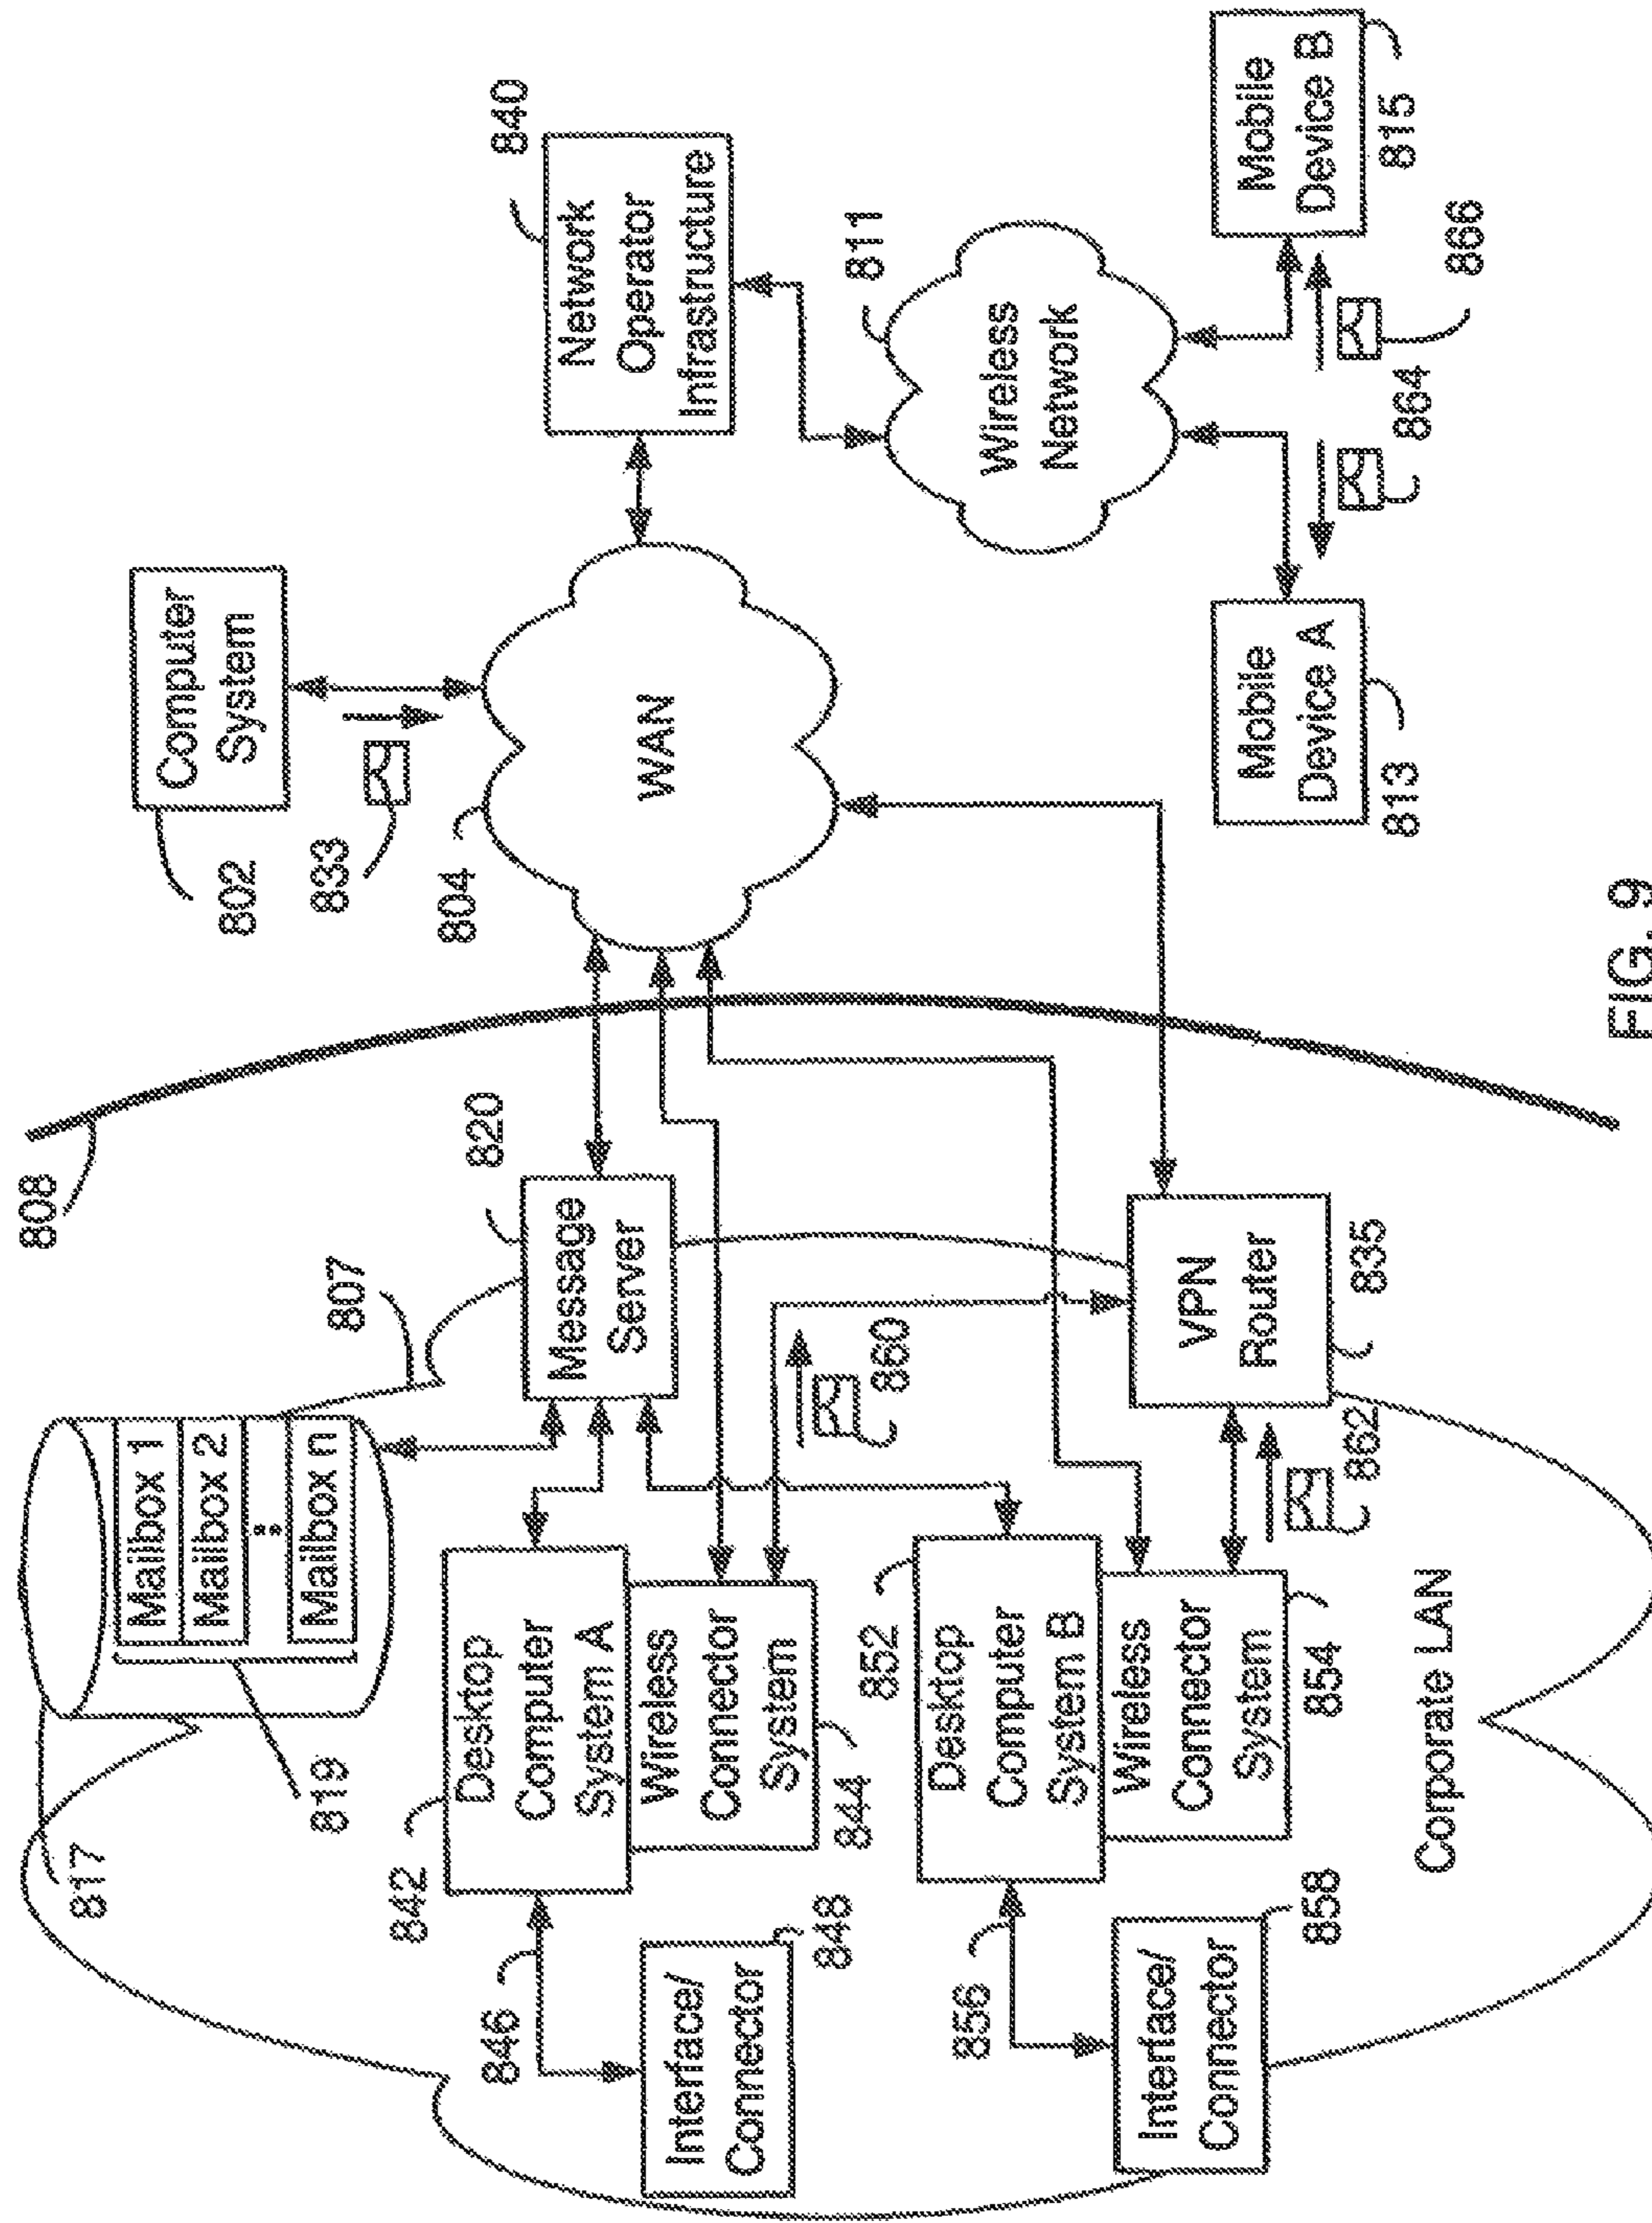 808
817
819
Mailbox 1
Mailbox 2
Mailbox n
807
820
Message
Server
842
Desktop
Computer
System A
Wireless
Connector
System
844
846
Interface/
Connector
848
860
852
Desktop
Computer
System B
Wireless
Connector
System
854
856
Interface/
Connector
858
862
VPN
Router
835
Corporate LAN
802
Computer
System
833
804
WAN
840
Network
Operator
Infrastructure
811
Wireless
Network
Mobile
Device A
813
864
Mobile
Device B
815
866
FIG. 9